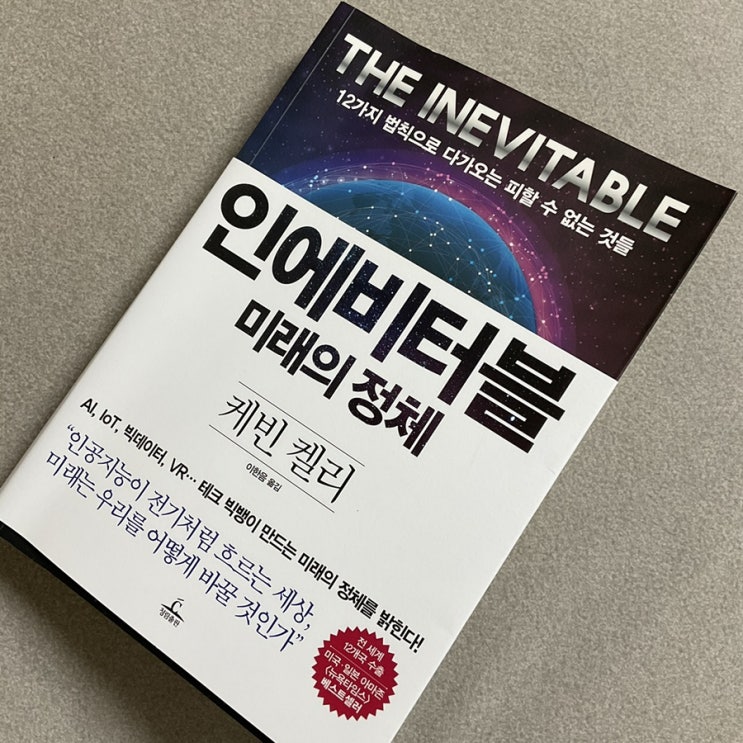 THE INEVITABLE
12가지 법칙으로 다가오는 피할 수 없는 것들
인에비터블
미래의 정체
케빈 켈리
이한음 옮김
AI, IoT, 빅데이터, VR… 테크 빅뱅이 만드는 미래의 정체를 밝힌다!
“인공지능이 전기처럼 흐르는 세상,
미래는 우리를 어떻게 바꿀 것인가”
청림출판
전 세계
12개국 수출
미국·일본 아마존
〈뉴욕타임스〉
베스트셀러